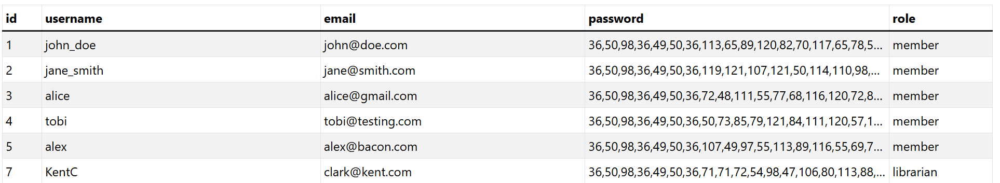 id username email password role
1 john_doe john@doe.com 36,50,98,36,49,50,36,113,65,89,120,82,70,117,65,78,5... member
2 jane_smith jane@smith.com 36,50,98,36,49,50,36,119,121,107,121,50,114,110,98,... member
3 alice alice@gmail.com 36,50,98,36,49,50,36,72,48,111,55,77,68,116,120,72,8... member
4 tobi tobi@testing.com 36,50,98,36,49,50,36,50,73,85,79,121,84,111,120,57,1... member
5 alex alex@bacon.com 36,50,98,36,49,50,36,107,49,97,55,113,89,116,55,69,7... member
7 KentC clark@kent.com 36,50,98,36,49,50,36,71,71,72,54,98,47,106,80,113,88,... librarian